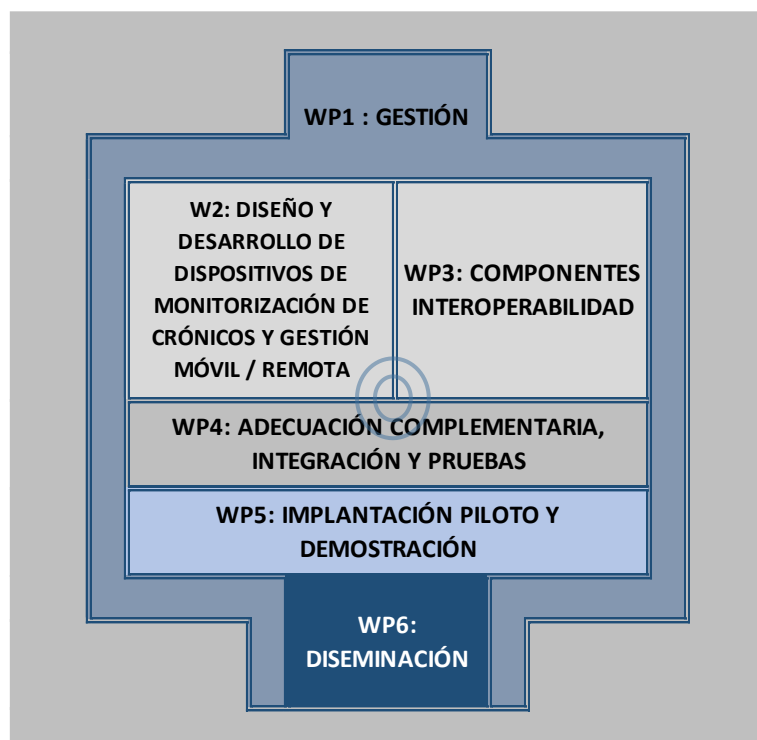 WP1 : GESTIÓN
W2: DISEÑO Y
DESARROLLO DE
DISPOSITIVOS DE
MONITORIZACIÓN DE
CRÓNICOS Y GESTIÓN
MÓVIL / REMOTA
WP3: COMPONENTES
INTEROPERABILIDAD
WP4: ADECUACIÓN COMPLEMENTARIA,
INTEGRACIÓN Y PRUEBAS
WP5: IMPLANTACIÓN PILOTO Y
DEMOSTRACIÓN
WP6:
DISEMINACIÓN